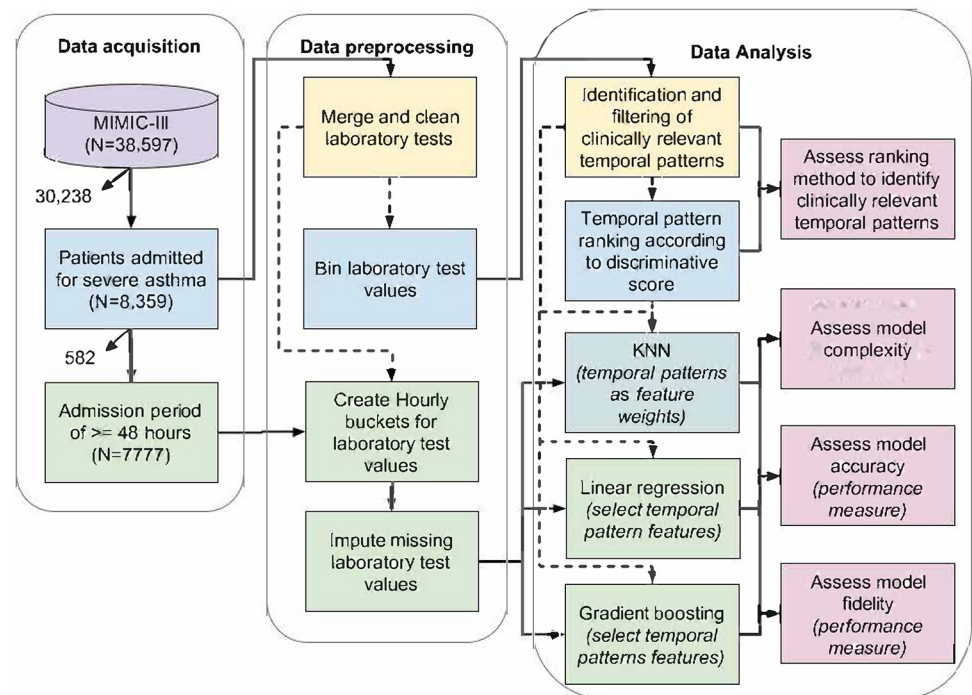 Data acquisition
MIMIC-III
(N=38,597)
30,238
Patients admitted
for severe asthma
(N=8,359)
582
Admission period
of >= 48 hours
(N=7777)
Data preprocessing
Merge and clean
laboratory tests
Bin laboratory test
values
Create Hourly
buckets for
laboratory test
values
Impute missing
laboratory test
values
Data Analysis
Identification and
filtering of
clinically relevant
temporal patterns
Temporal pattern
ranking according
to discriminative
score
KNN
(temporal patterns
as feature
weights)
Linear regression
(select temporal
pattern features)
Gradient boosting
(select temporal
patterns features)
Assess ranking
method to identify
clinically relevant
temporal patterns
Assess model
complexity
Assess model
accuracy
(performance
measure)
Assess model
fidelity
(performance
measure)